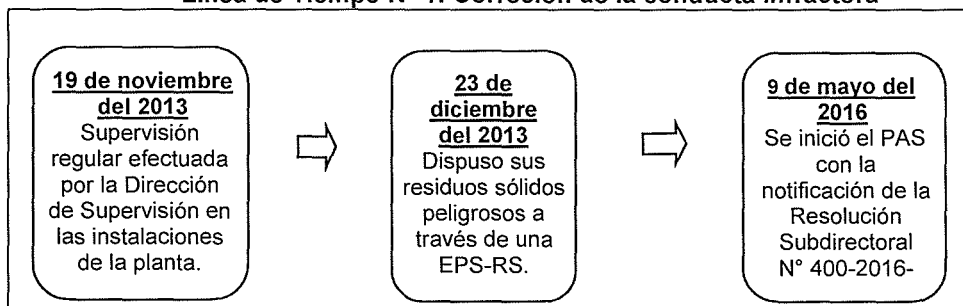 Línea de Tiempo N° 7: Correción de la conducta infractora
19 de noviembre
del 2013
Supervisión
regular efectuada
por la Dirección
de Supervisión en
las instalaciones
de la planta.
23 de
diciembre
del 2013
Dispuso sus
residuos sólidos
peligrosos a
través de una
EPS-RS.
9 de mayo del
2016
Se inició el PAS
con la
notificación de la
Resolución
Subdirectoral
N° 400-2016-